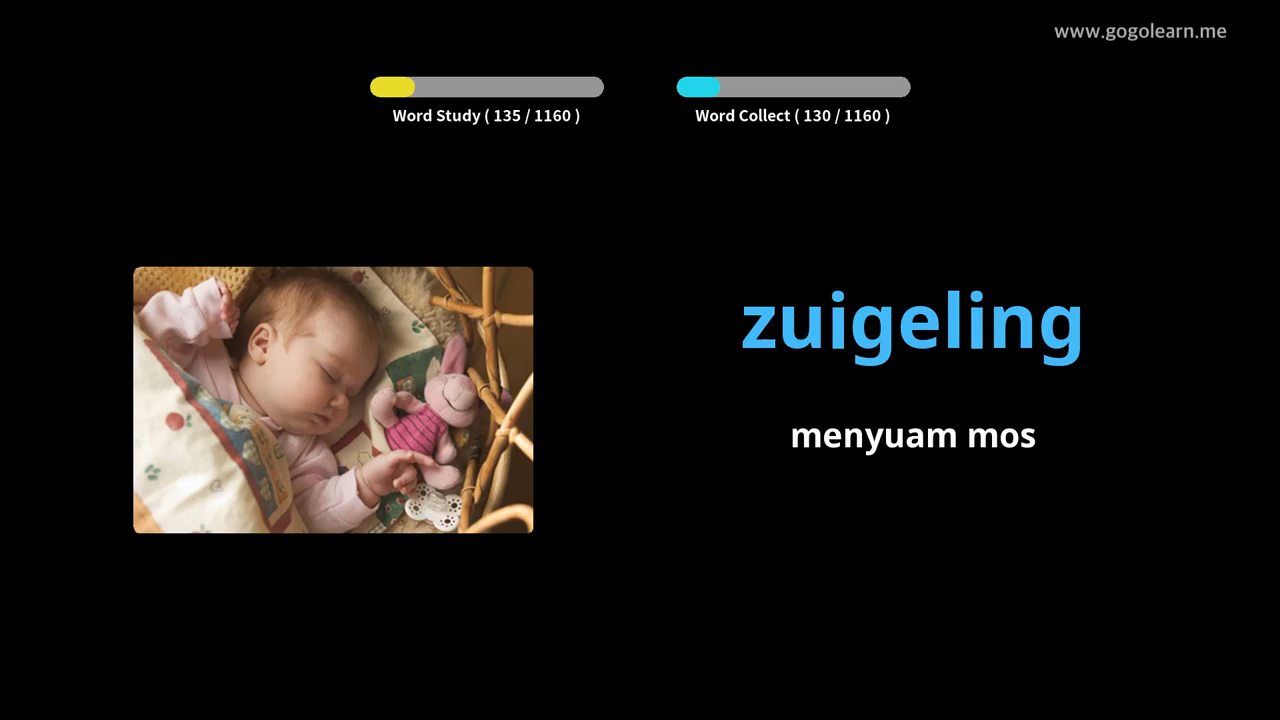 www.gogolearn.me
Word Study ( 135 / 1160 )
Word Collect ( 130 / 1160 )
zuigeling
menyuam mos